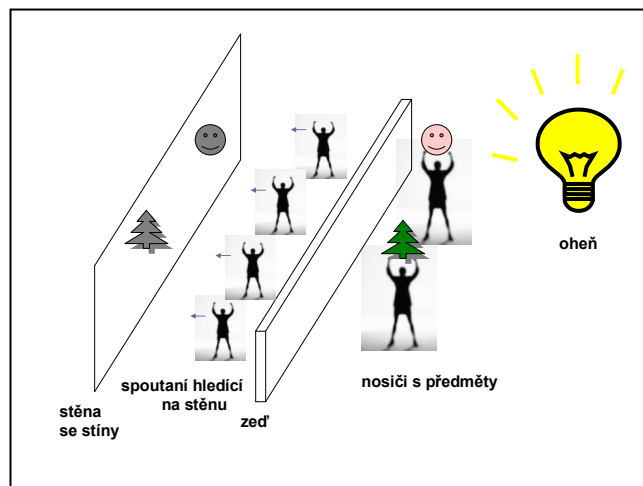 oheň
spoutaní hledící
na stěnu
nosiči s předměty
stěna
se stíny
zeď